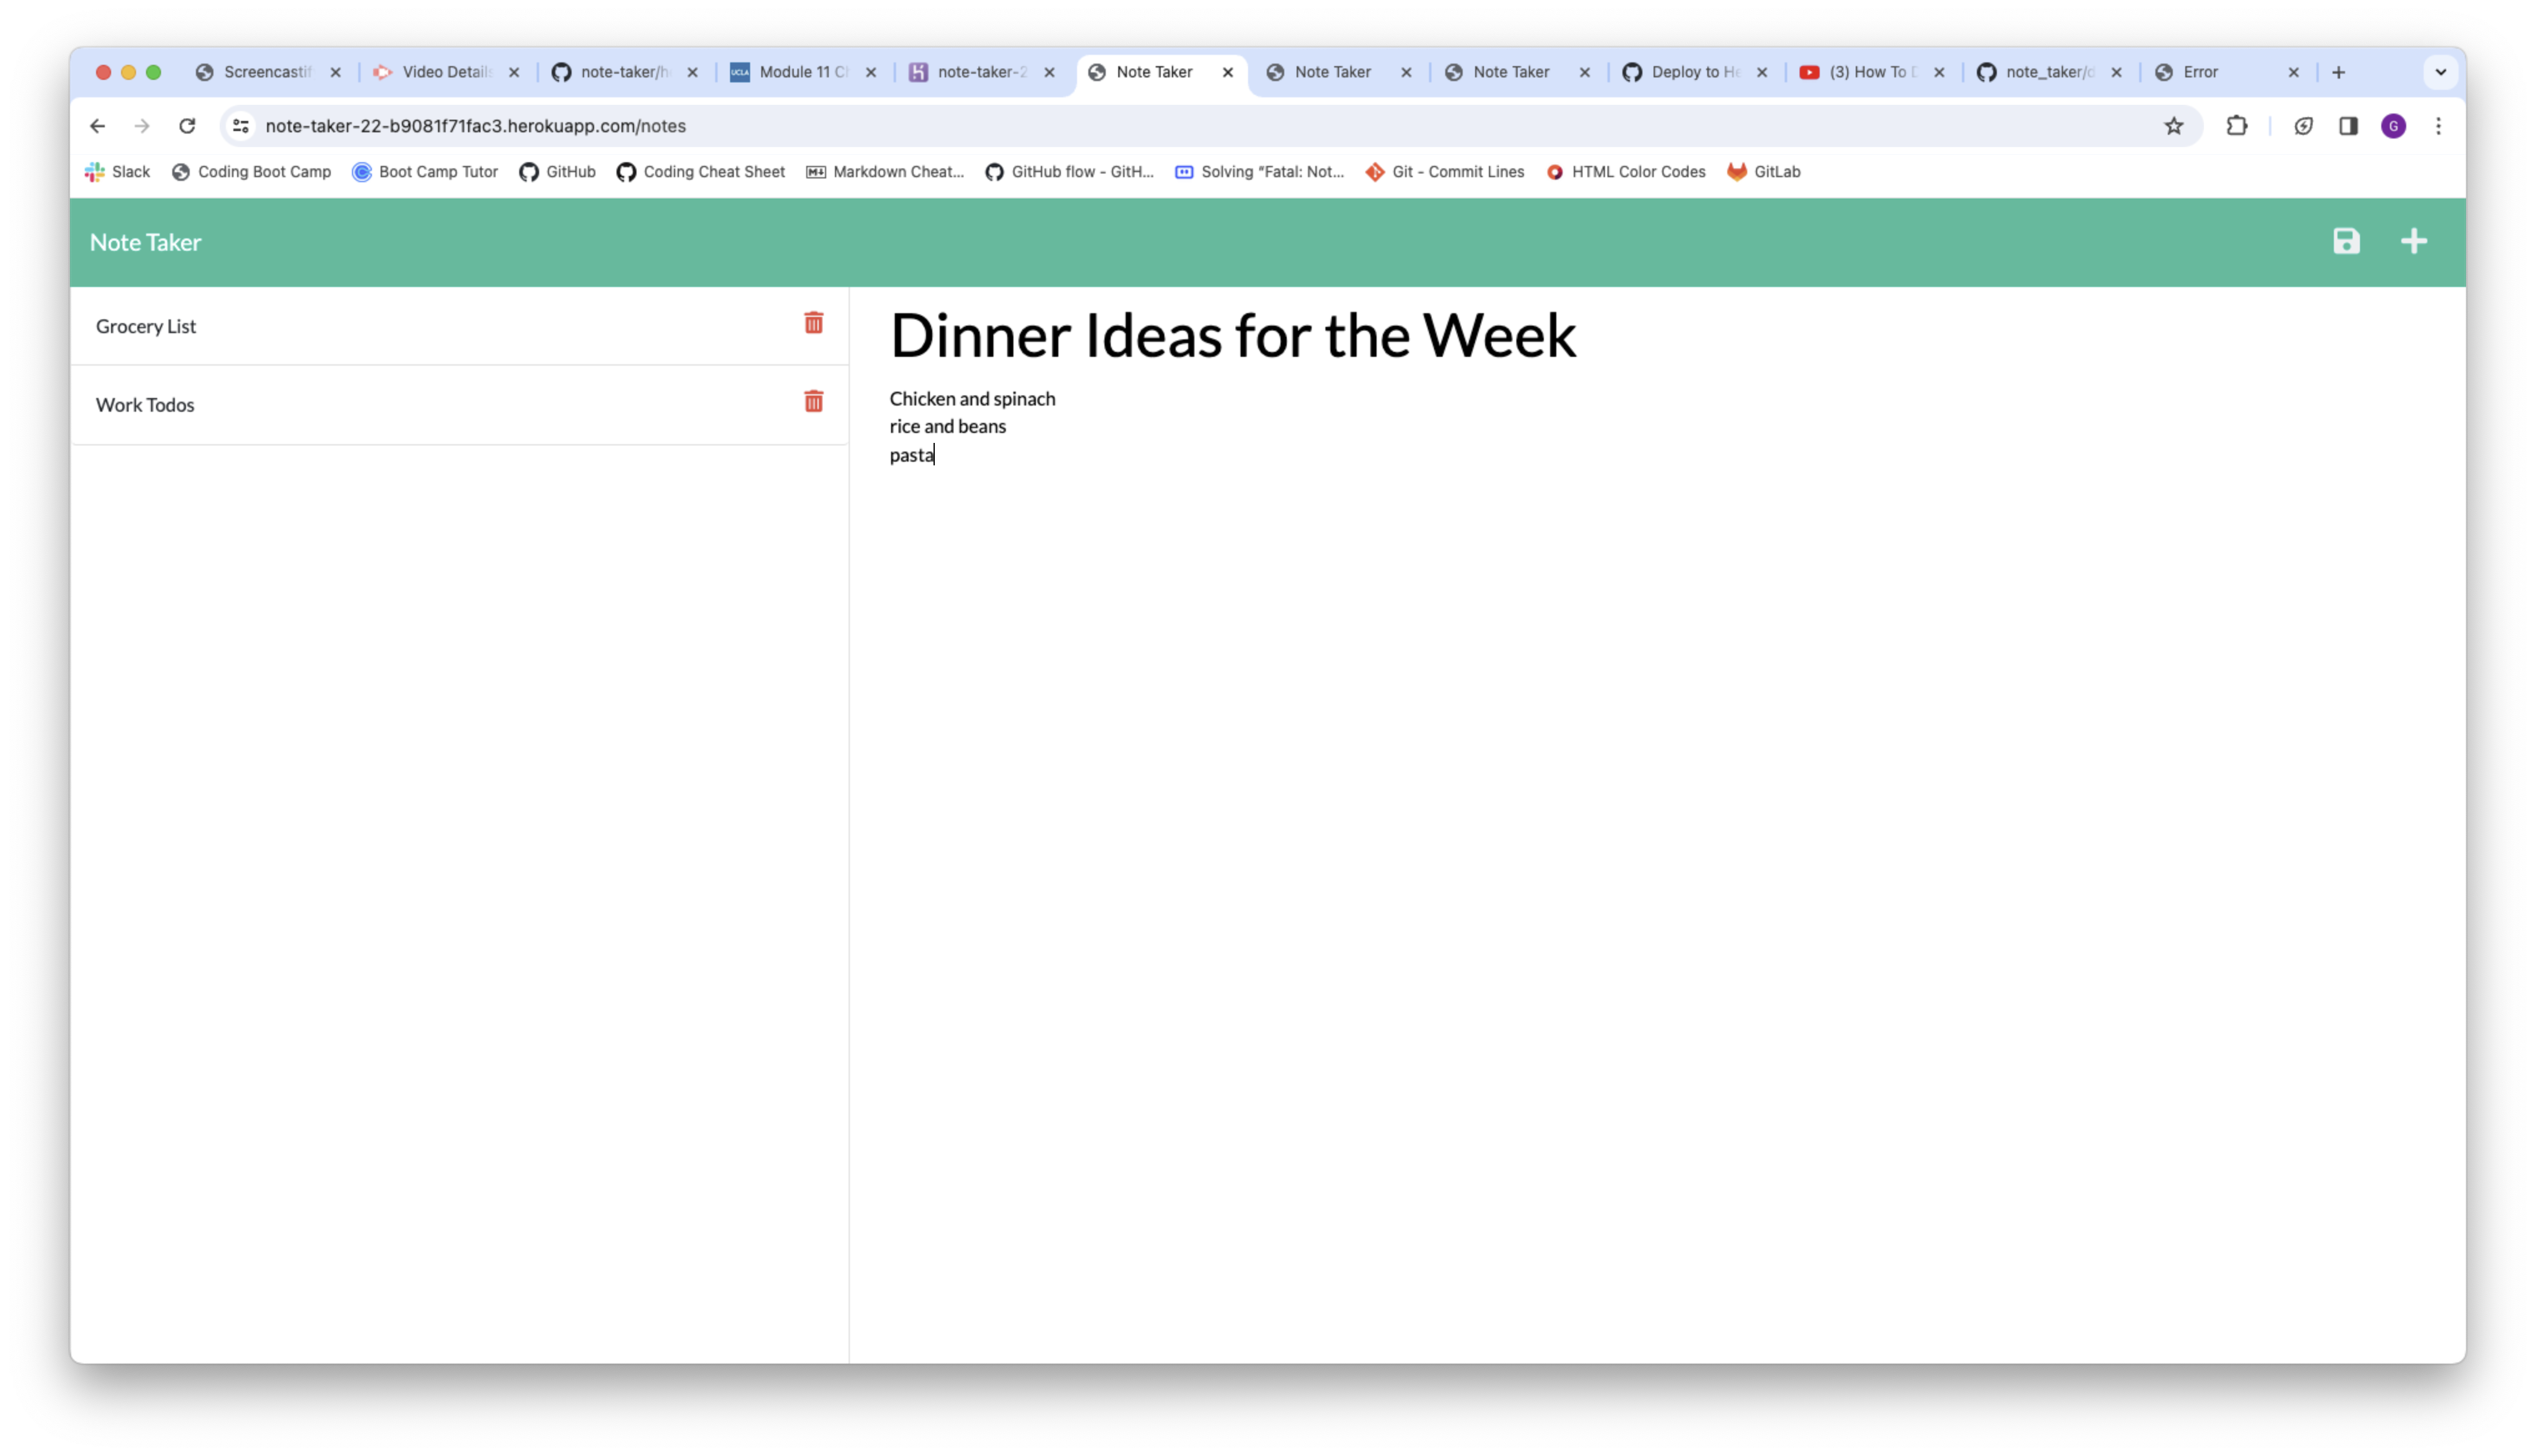 Screencastif
Video Details
note-taker/h
Module 11 C
note-taker-2
Note Taker
Note Taker
Note Taker
Deploy to He
(3) How To D
note_taker/d
Error
note-taker-22-b9081f71fac3.herokuapp.com/notes
G
Slack
Coding Boot Camp
Boot Camp Tutor
GitHub
Coding Cheat Sheet
Markdown Cheat...
GitHub flow - GitH...
Solving "Fatal: Not...
Git - Commit Lines
HTML Color Codes
GitLab
Note Taker
Grocery List
Work Todos
Dinner Ideas for the Week
Chicken and spinach
rice and beans
pasta